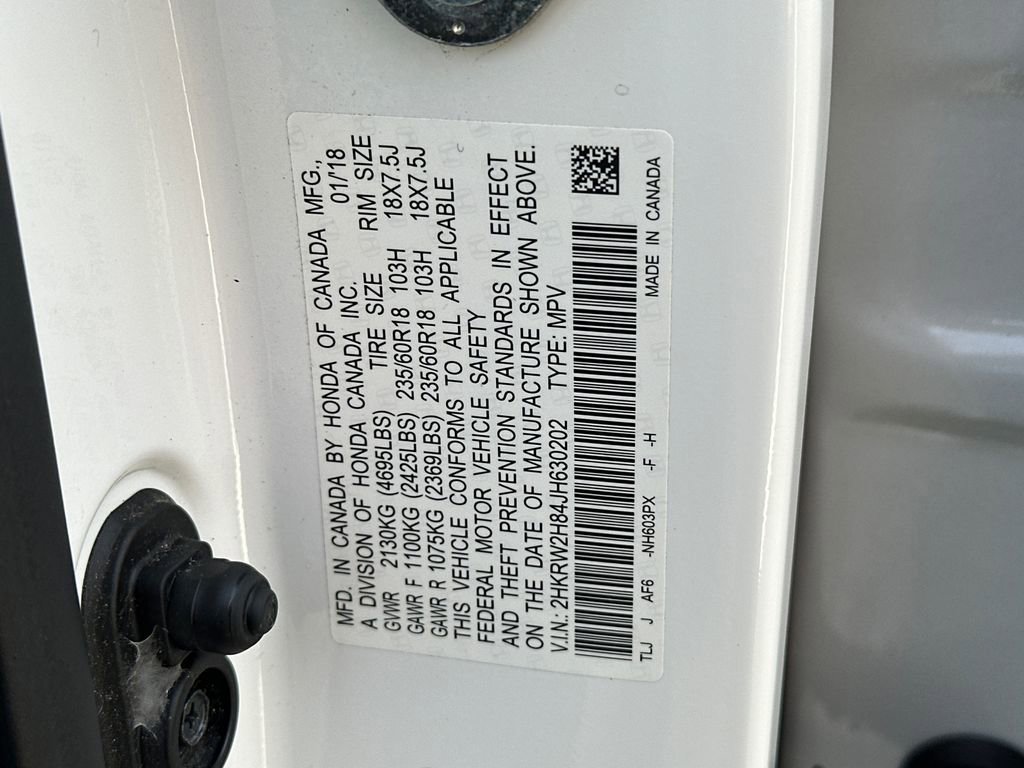 MFD. IN CANADA BY HONDA OF CANADA MFG.,
A DIVISION OF HONDA CANADA INC. 01/'18
TIRE SIZE RIM SIZE
GVWR 2130KG (4695LBS)
GAWR F 1100KG (2425LBS) 235/60R18 103H 18X7.5J
GAWR R 1075KG (2369LBS) 235/60R18 103H 18X7.5J
THIS VEHICLE CONFORMS TO ALL APPLICABLE
FEDERAL MOTOR VEHICLE SAFETY
AND THEFT PREVENTION STANDARDS IN EFFECT
ON THE DATE OF MANUFACTURE SHOWN ABOVE.
V.I.N.: 2HKRW2H84JH630202 TYPE: MPV
TLJ J AF6 -NH603PX -F -H MADE IN CANADA